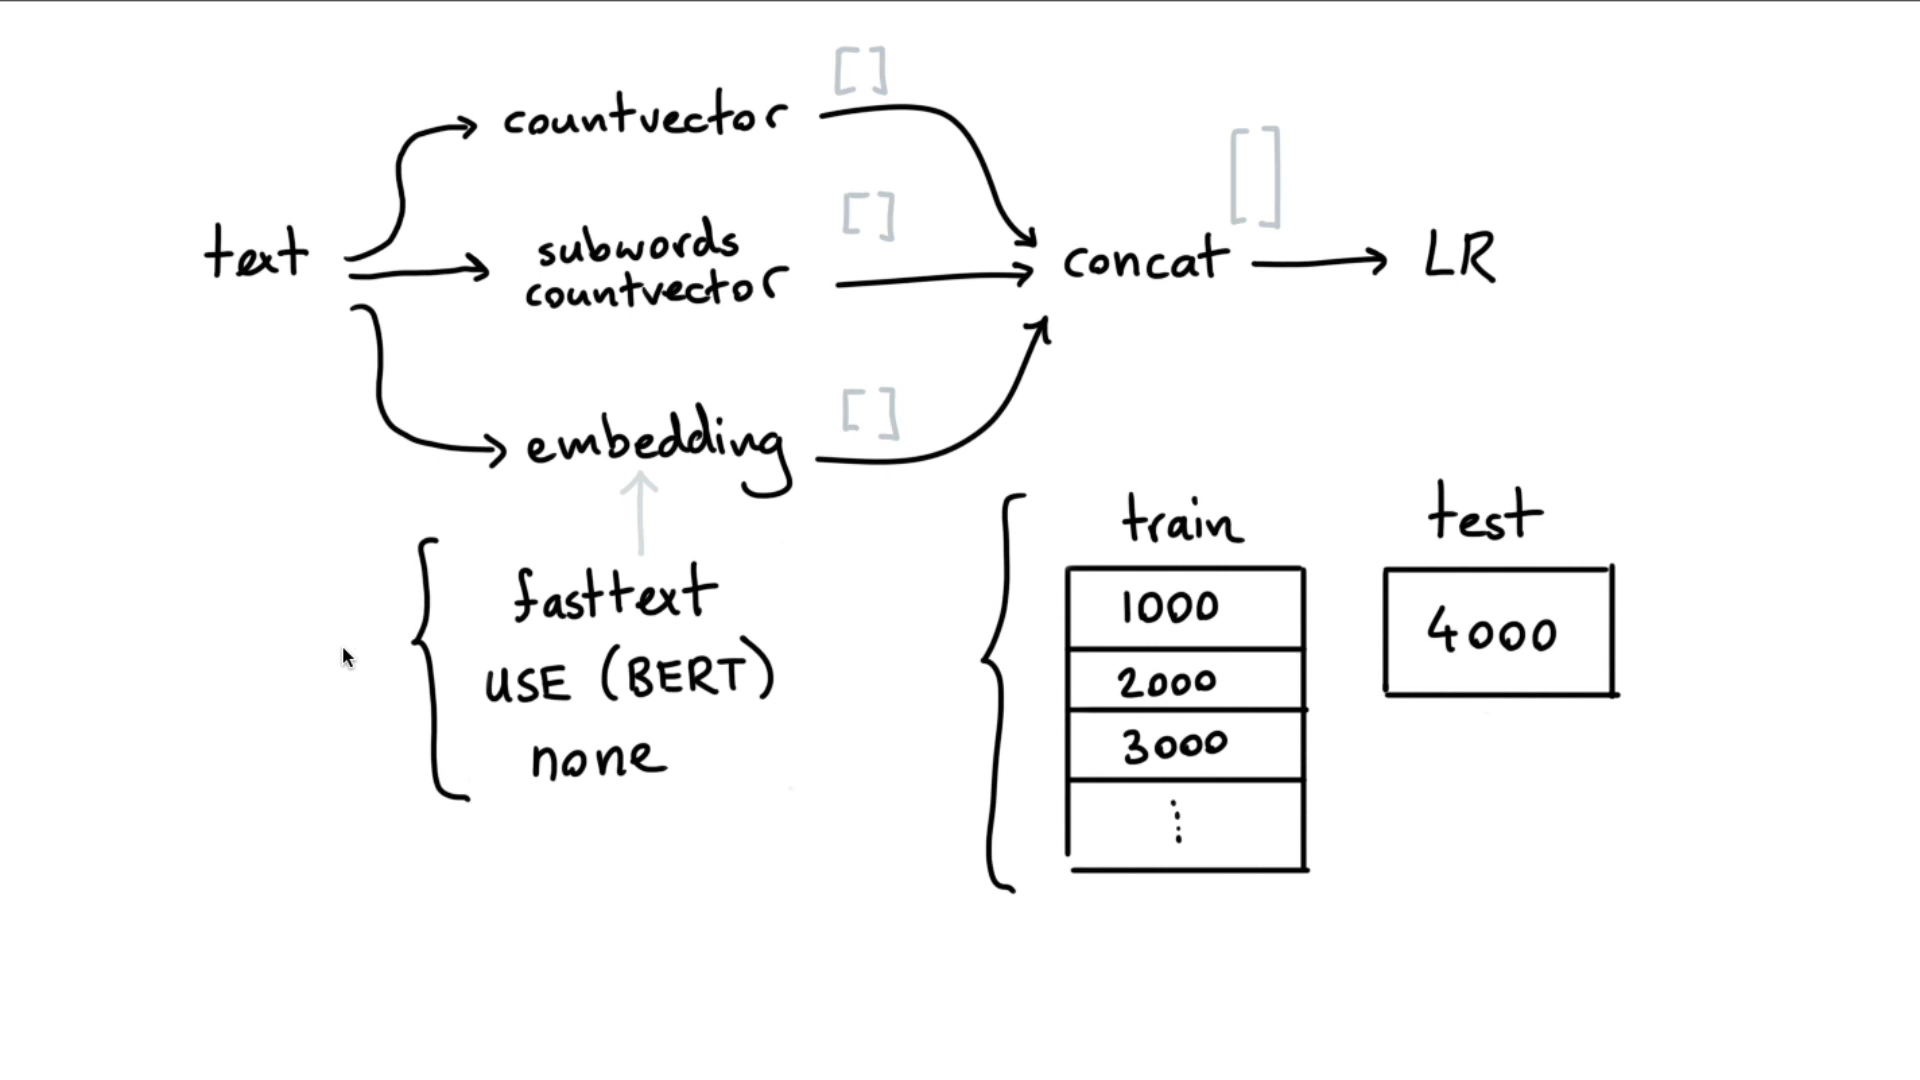 countvector
text
subwords
countvector
concat
LR
embedding
fasttext
USE (BERT)
none
train
1000
2000
3000
test
4000